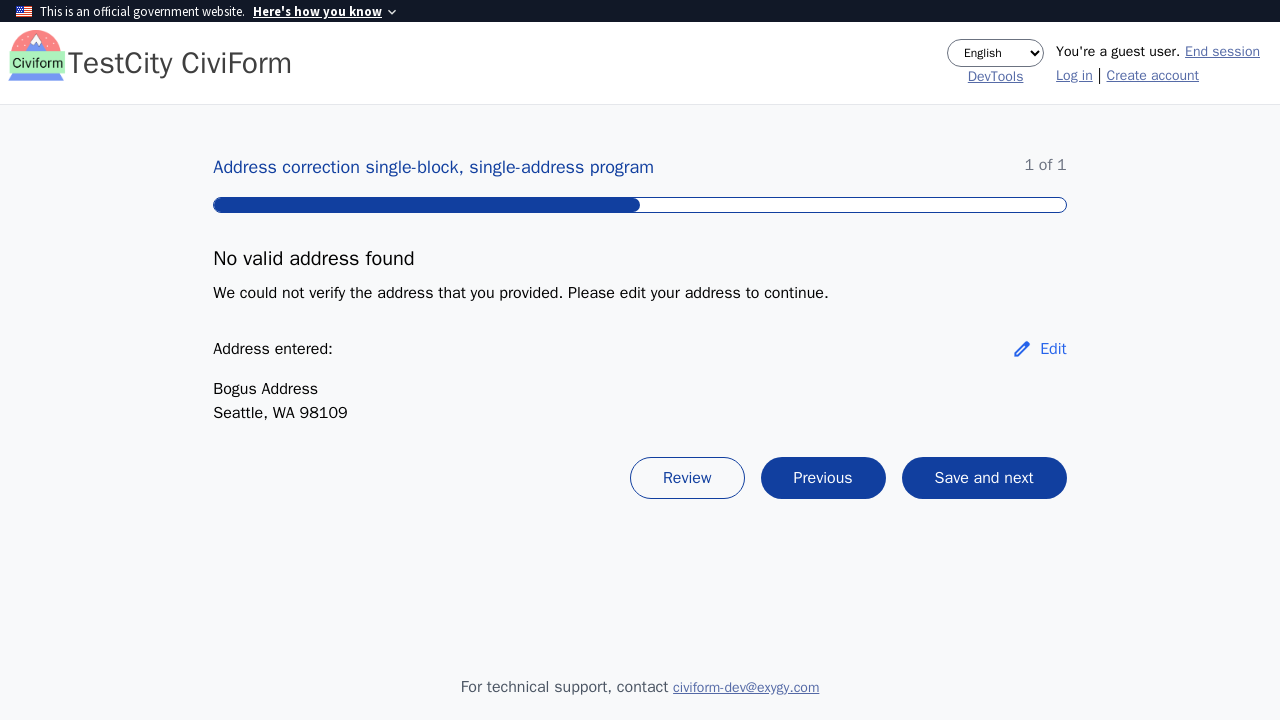 This is an official government website. Here's how you know
Civiform
TestCity CiviForm
English
DevTools
You're a guest user. End session
Log in | Create account
Address correction single-block, single-address program
1 of 1
No valid address found
We could not verify the address that you provided. Please edit your address to continue.
Address entered:
Edit
Bogus Address
Seattle, WA 98109
Review
Previous
Save and next
For technical support, contact civiform-dev@exygy.com